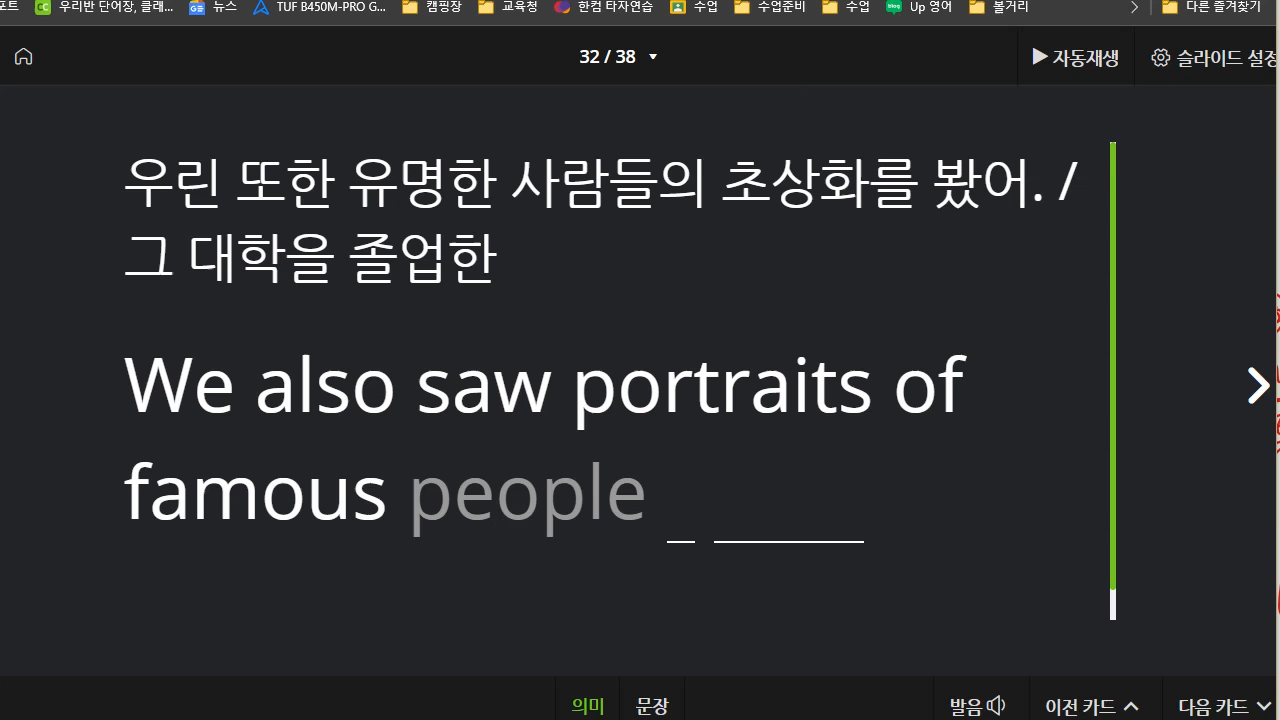 우리반 단어장, 클래... 뉴스 TUF B450M-PRO G... 캠핑장 교육청 한컴 타자연습 수업 수업준비 수업 Up 영어 볼거리 다른 즐겨찾기
32 / 38 자동재생 슬라이드 설정
우린 또한 유명한 사람들의 초상화를 봤어. /
그 대학을 졸업한
We also saw portraits of
famous people _ ______
의미 문장 발음 이전 카드 다음 카드